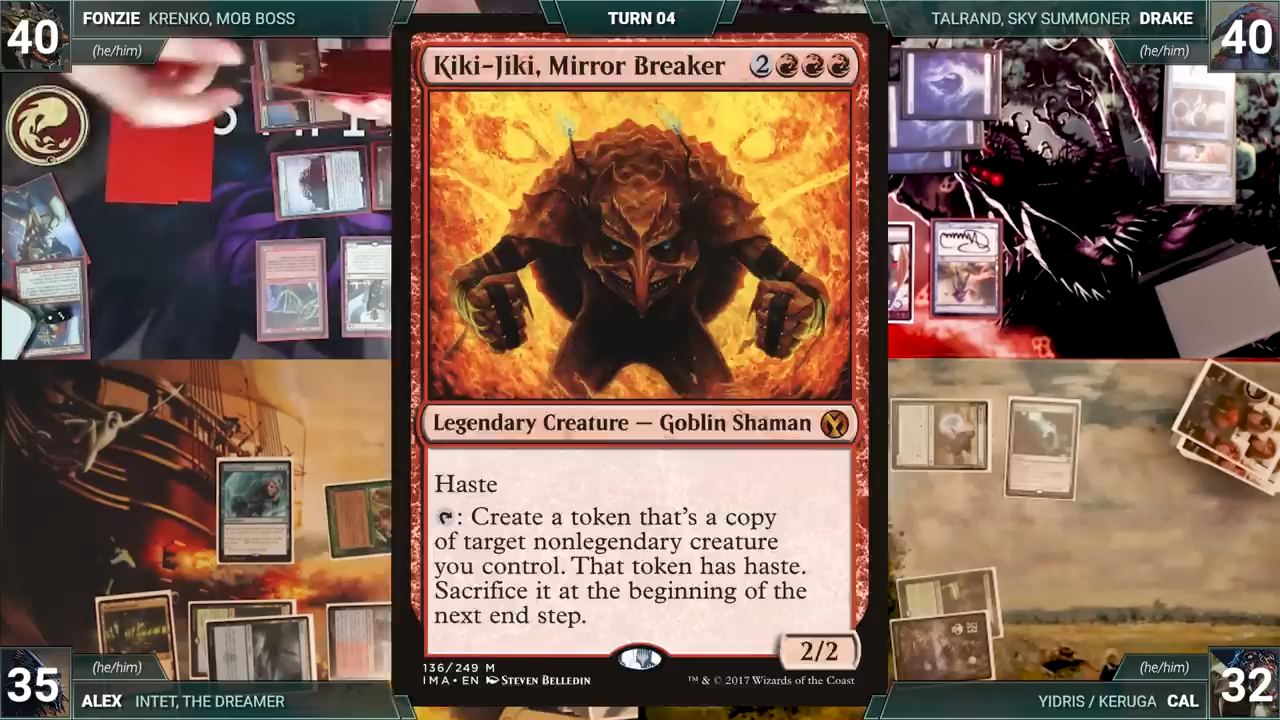 40
FONZIE KRENKO, MOB BOSS
(he/him)
TURN 04
TALRAND, SKY SUMMONER DRAKE
(he/him)
40
Kiki-Jiki, Mirror Breaker 2
Legendary Creature — Goblin Shaman
Haste
: Create a token that's a copy
of target nonlegendary creature
you control. That token has haste.
Sacrifice it at the beginning of the
next end step.
2/2
136/249 M
IMA • EN STEVEN BELLEDIN
™ & © 2017 Wizards of the Coast
35
(he/him)
ALEX INTET, THE DREAMER
(he/him)
YIDRIS / KERUGA CAL
32